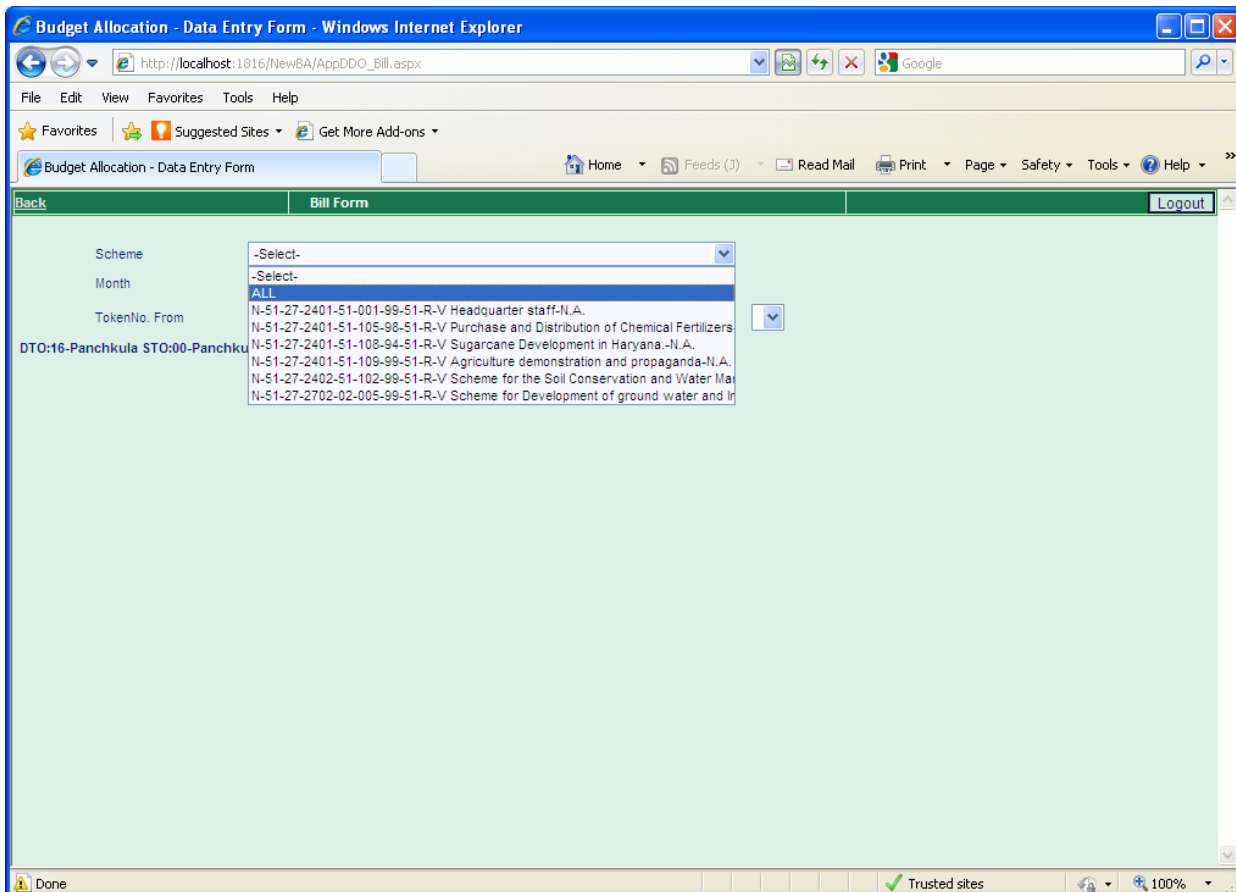 Budget Allocation - Data Entry Form - Windows Internet Explorer
http://localhost:1816/NewBA/AppDDO_Bill.aspx
Google
File Edit View Favorites Tools Help
Favorites Suggested Sites Get More Add-ons
Budget Allocation - Data Entry Form Home Feeds (J) Read Mail Print Page Safety Tools Help »
Back Bill Form Logout
Scheme -Select-
-Select-
Month
ALL
N-51-27-2401-51-001-99-51-R-V Headquarter staff-N.A.
TokenNo. From
N-51-27-2401-51-105-98-51-R-V Purchase and Distribution of Chemical Fertilizers-
DTO:16-Panchkula STO:00-Panchku
N-51-27-2401-51-108-94-51-R-V Sugarcane Development in Haryana.-N.A.
N-51-27-2401-51-109-99-51-R-V Agriculture demonstration and propaganda-N.A.
N-51-27-2402-51-102-99-51-R-V Scheme for the Soil Conservation and Water Mar
N-51-27-2702-02-005-99-51-R-V Scheme for Development of ground water and Ir
Done Trusted sites 100%